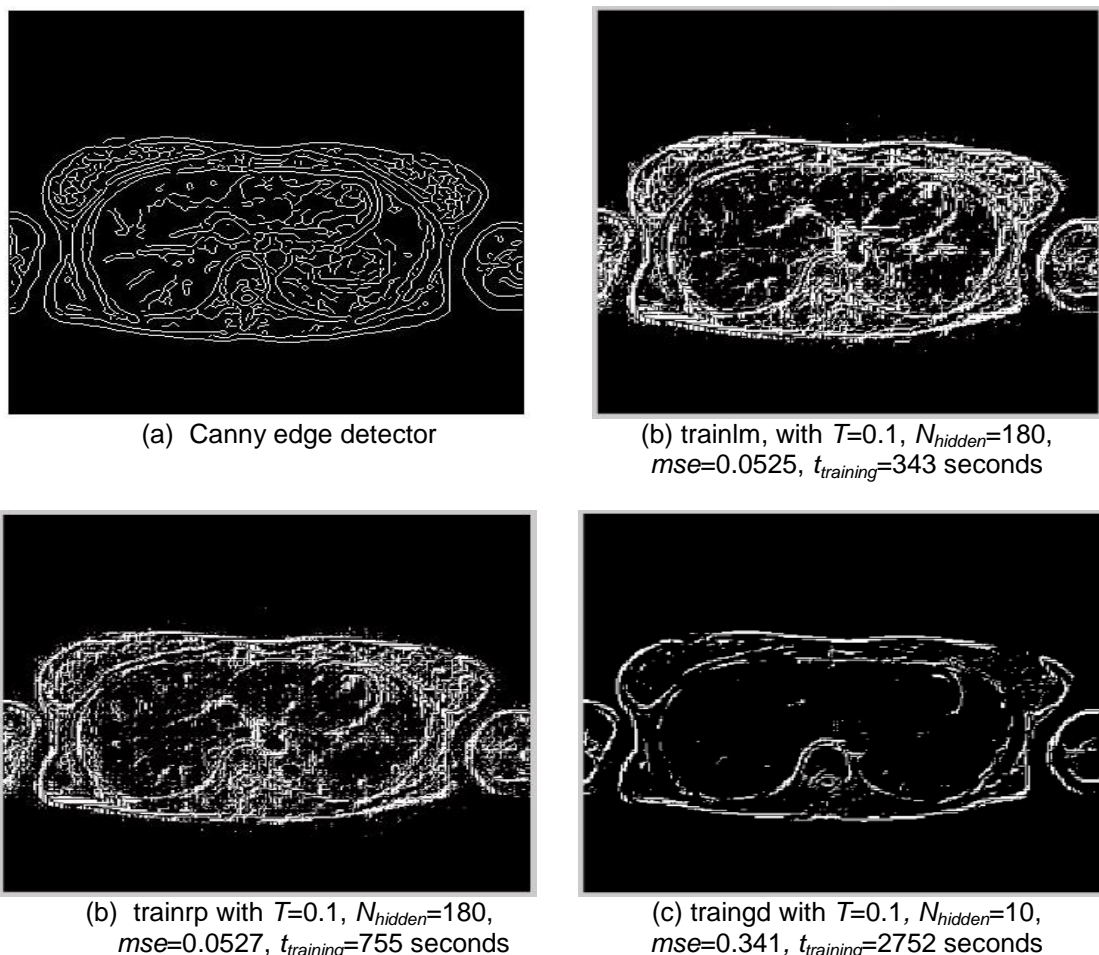 (a) Canny edge detector
(b) trainlm, with T=0.1, Nhidden=180,
mse=0.0525, ttraining=343 seconds
(b) trainrp with T=0.1, Nhidden=180,
mse=0.0527, ttraining=755 seconds
(c) traingd with T=0.1, Nhidden=10,
mse=0.341, ttraining=2752 seconds